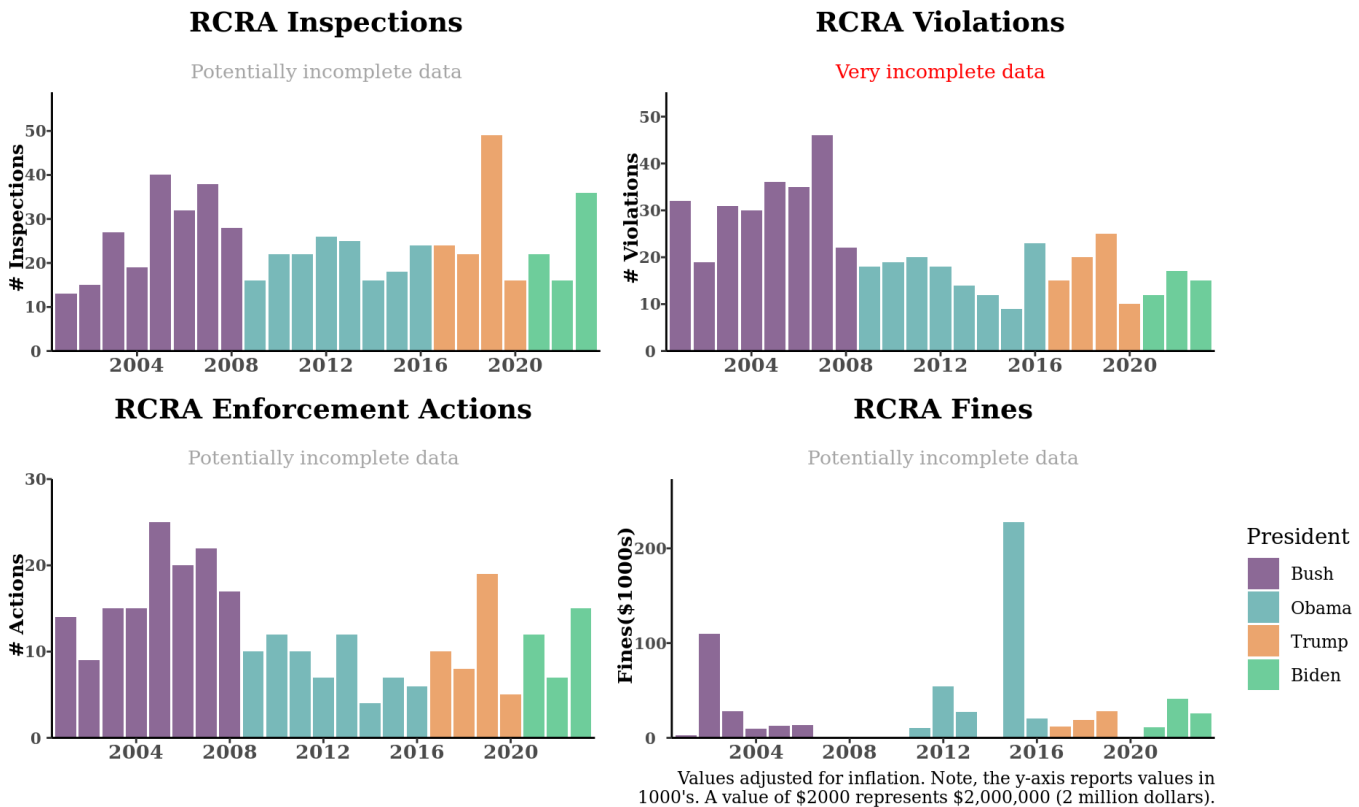 RCRA Inspections
Potentially incomplete data
# Inspections
50
40
30
20
10
0
2004 2008 2012 2016 2020
RCRA Violations
Very incomplete data
# Violations
50
40
30
20
10
0
2004 2008 2012 2016 2020
RCRA Enforcement Actions
Potentially incomplete data
# Actions
30
20
10
0
2004 2008 2012 2016 2020
RCRA Fines
Potentially incomplete data
Fines($1000s)
200
100
0
2004 2008 2012 2016 2020
President
Bush
Obama
Trump
Biden
Values adjusted for inflation. Note, the y-axis reports values in
1000's. A value of $2000 represents $2,000,000 (2 million dollars).